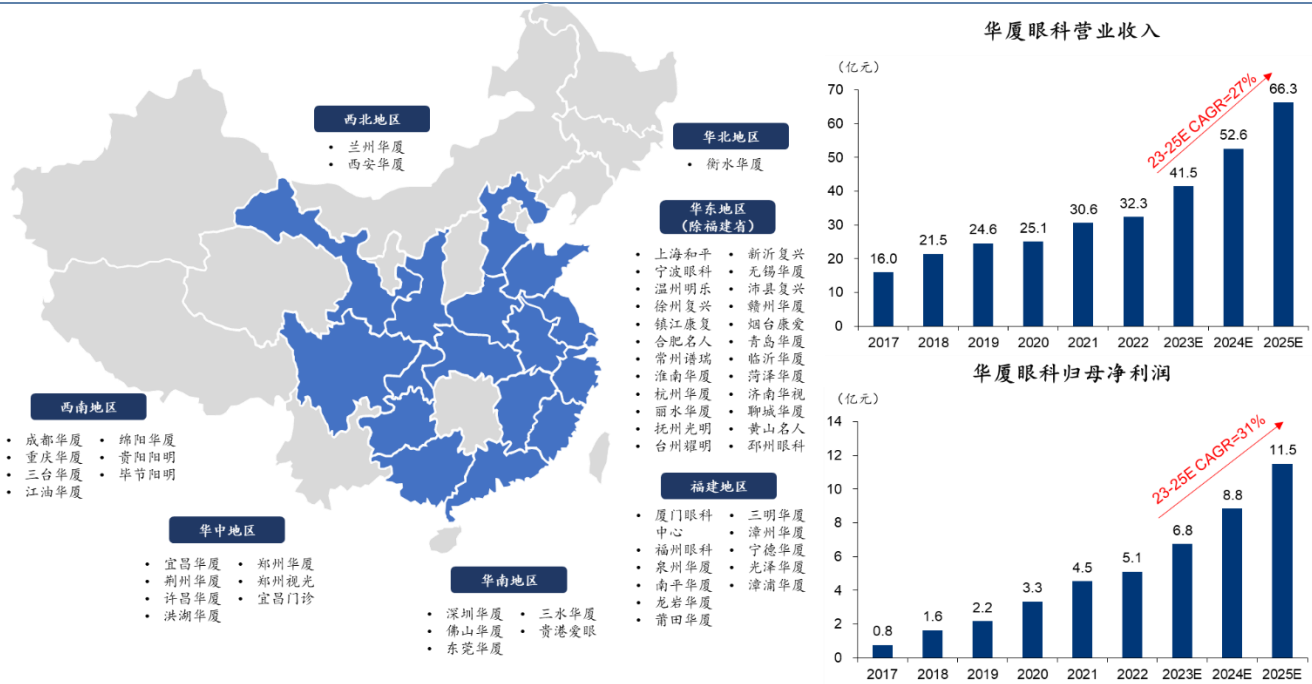 西北地区
• 兰州华厦
• 西安华厦
华北地区
• 衡水华厦
华东地区
(除福建省)
• 上海和平 • 新沂复兴
• 宁波眼科 • 无锡华厦
• 温州明乐 • 沛县复兴
• 徐州复兴 • 赣州华厦
• 镇江康复 • 烟台康爱
• 合肥名人 • 青岛华厦
• 常州谱瑞 • 临沂华厦
• 淮南华厦 • 菏泽华厦
• 杭州华厦 • 济南华视
• 丽水华厦 • 聊城华厦
• 抚州光明 • 黄山名人
• 台州耀明 • 邳州眼科
西南地区
• 成都华厦 • 绵阳华厦
• 重庆华厦 • 贵阳阳明
• 三台华厦 • 毕节阳明
• 江油华厦
华中地区
• 宜昌华厦 • 郑州华厦
• 荆州华厦 • 郑州视光
• 许昌华厦 • 宜昌门诊
• 洪湖华厦
华南地区
• 深圳华厦 • 三水华厦
• 佛山华厦 • 贵港爱眼
• 东莞华厦
福建地区
• 厦门眼科 • 三明华厦
中心 • 漳州华厦
• 福州眼科 • 宁德华厦
• 泉州华厦 • 光泽华厦
• 南平华厦 • 漳浦华厦
• 龙岩华厦
• 莆田华厦
华厦眼科营业收入
(亿元)
23-25E CAGR=27%
70
60
50
40
30
20
10
0
16.0 21.5 24.6 25.1 30.6 32.3 41.5 52.6 66.3
2017 2018 2019 2020 2021 2022 2023E 2024E 2025E
华厦眼科归母净利润
(亿元)
23-25E CAGR=31%
14
12
10
8
6
4
2
0
0.8 1.6 2.2 3.3 4.5 5.1 6.8 8.8 11.5
2017 2018 2019 2020 2021 2022 2023E 2024E 2025E